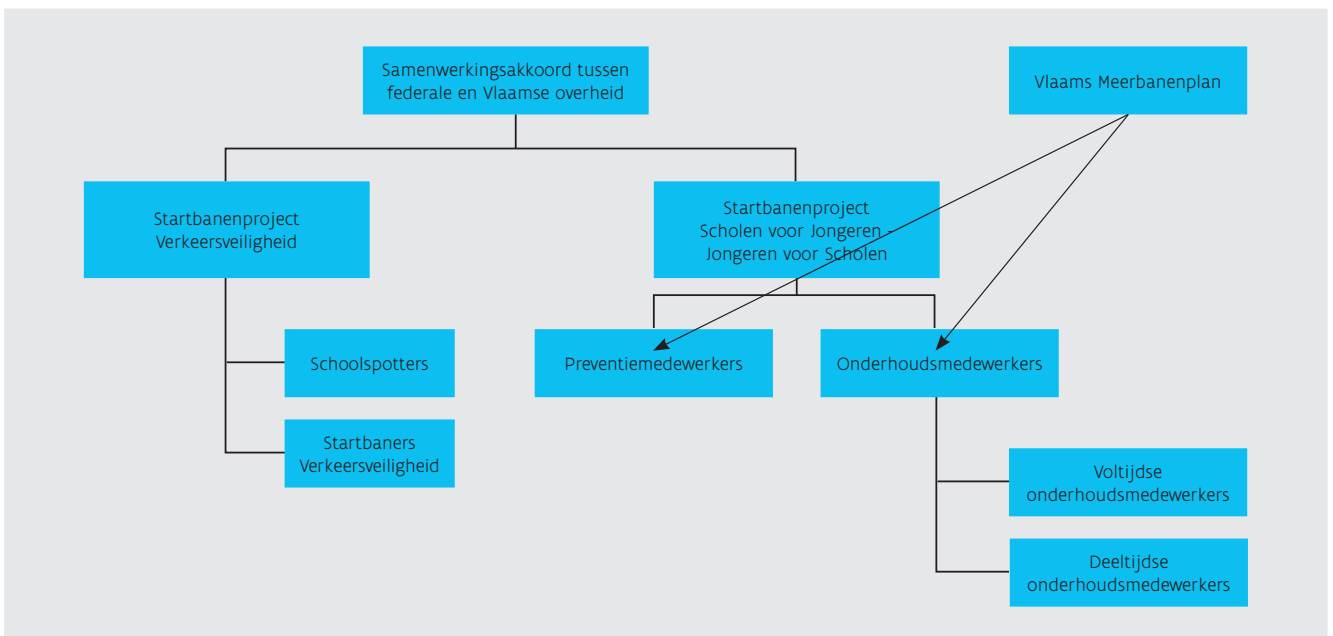 Samenwerkingsakkoord tussen
federale en Vlaamse overheid
Vlaams Meerbanenplan
Startbanenproject
Verkeersveiligheid
Startbanenproject
Scholen voor Jongeren -
Jongeren voor Scholen
Schoolspotters
Preventiemedewerkers
Onderhoudsmedewerkers
Startbaners
Verkeersveiligheid
Voltijdse
onderhoudsmedewerkers
Deeltijdse
onderhoudsmedewerkers